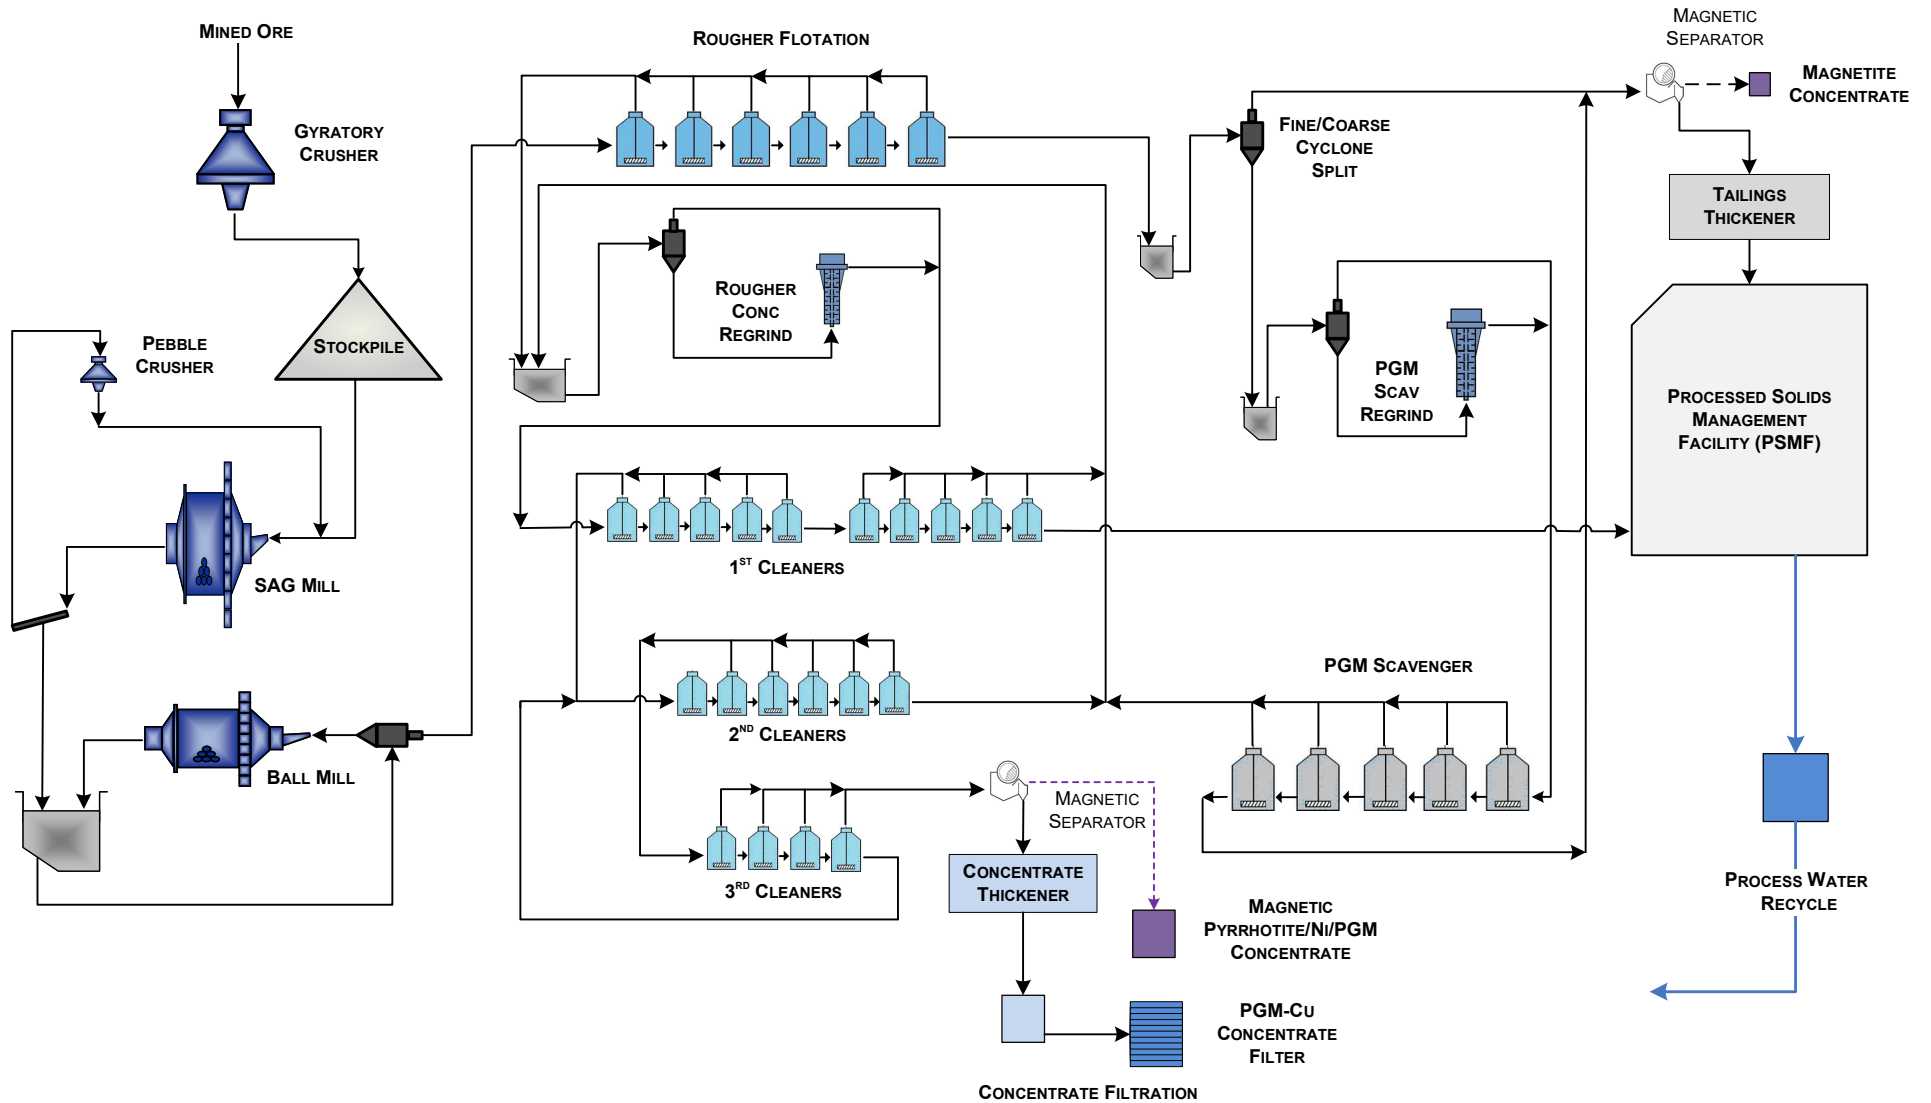 MINED ORE
GYRATORY
CRUSHER
STOCKPILE
PEBBLE
CRUSHER
SAG MILL
BALL MILL
ROUGHER FLOTATION
ROUGHER
CONC
REGRIND
1ST CLEANERS
2ND CLEANERS
3RD CLEANERS
MAGNETIC
SEPARATOR
CONCENTRATE
THICKENER
MAGNETIC
PYRRHOTITE/NI/PGM
CONCENTRATE
PGM-CU
CONCENTRATE
FILTER
CONCENTRATE FILTRATION
FINE/COARSE
CYCLONE
SPLIT
PGM
SCAV
REGRIND
PGM SCAVENGER
MAGNETIC
SEPARATOR
MAGNETITE
CONCENTRATE
TAILINGS
THICKENER
PROCESSED SOLIDS
MANAGEMENT
FACILITY (PSMF)
PROCESS WATER
RECYCLE